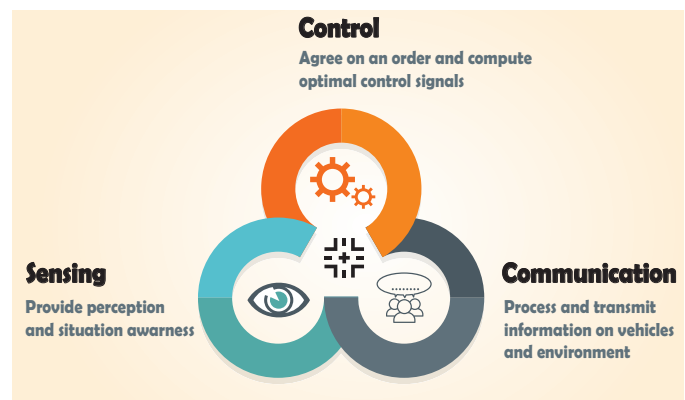 Control
Agree on an order and compute
optimal control signals
Sensing
Provide perception
and situation awarness
Communication
Process and transmit
information on vehicles
and environment